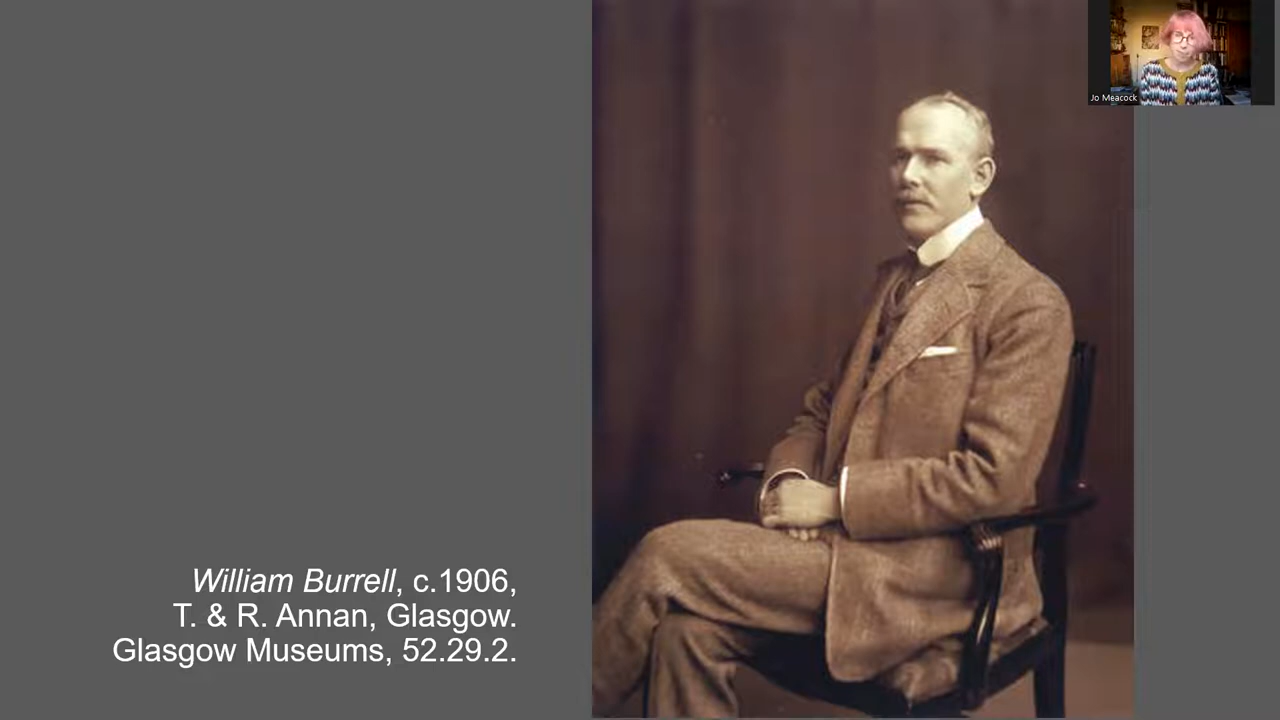 Jo Meacock
William Burrell, c.1906,
T. & R. Annan, Glasgow.
Glasgow Museums, 52.29.2.